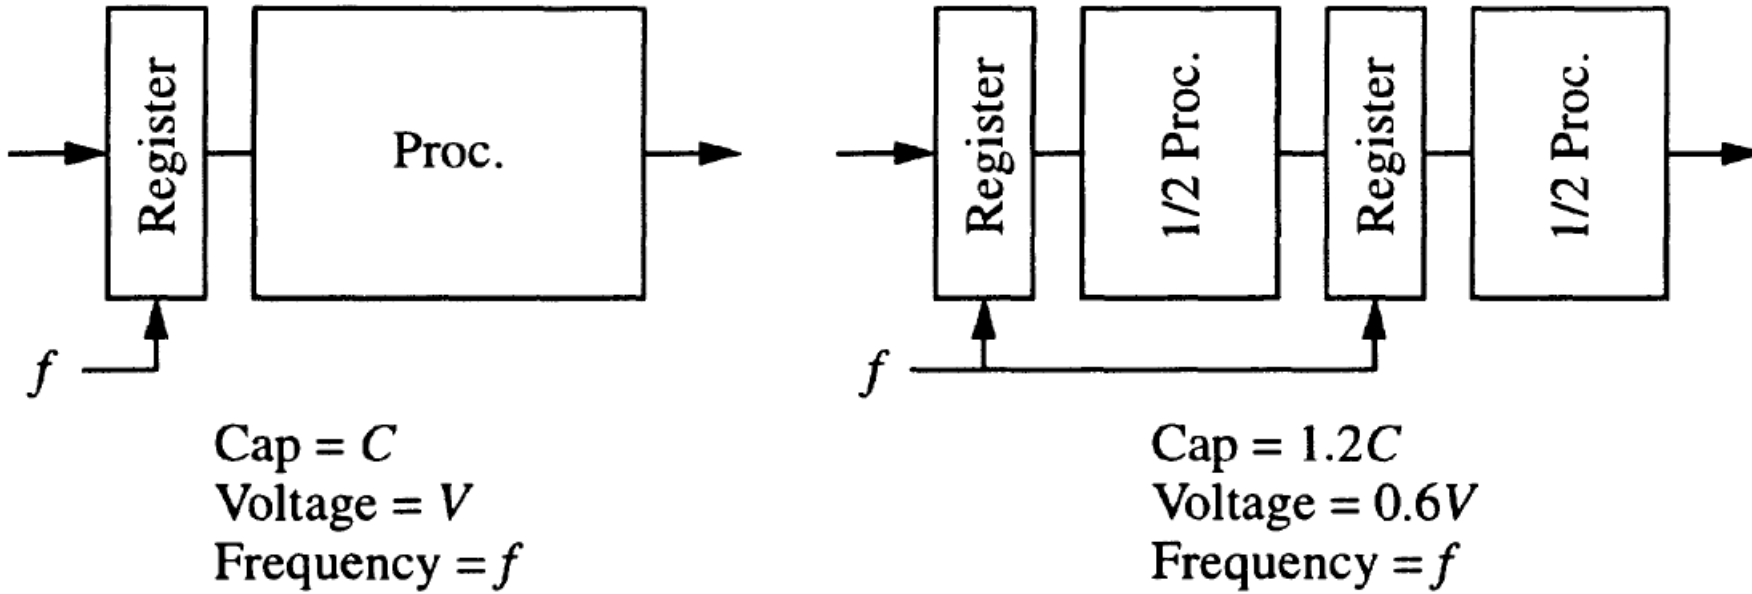 Register
Proc.
f
Cap = C
Voltage = V
Frequency = f
Register
1/2 Proc.
Register
1/2 Proc.
f
Cap = 1.2C
Voltage = 0.6V
Frequency = f